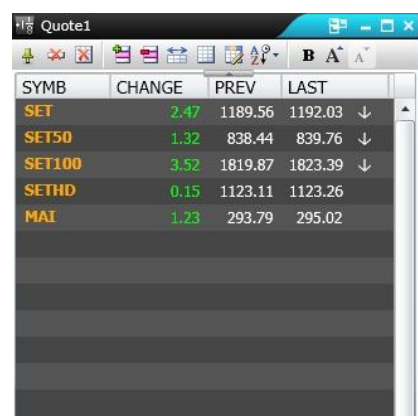 Quote1
B A A
SYMB CHANGE PREV LAST
SET 2.47 1189.56 1192.03 ↓
SET50 1.32 838.44 839.76 ↓
SET100 3.52 1819.87 1823.39 ↓
SETHD 0.15 1123.11 1123.26
MAI 1.23 293.79 295.02